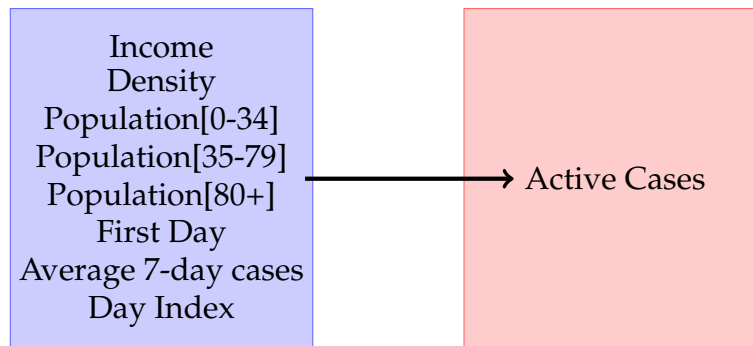 Income
Density
Population[0-34]
Population[35-79]
Population[80+]
First Day
Average 7-day cases
Day Index
Active Cases